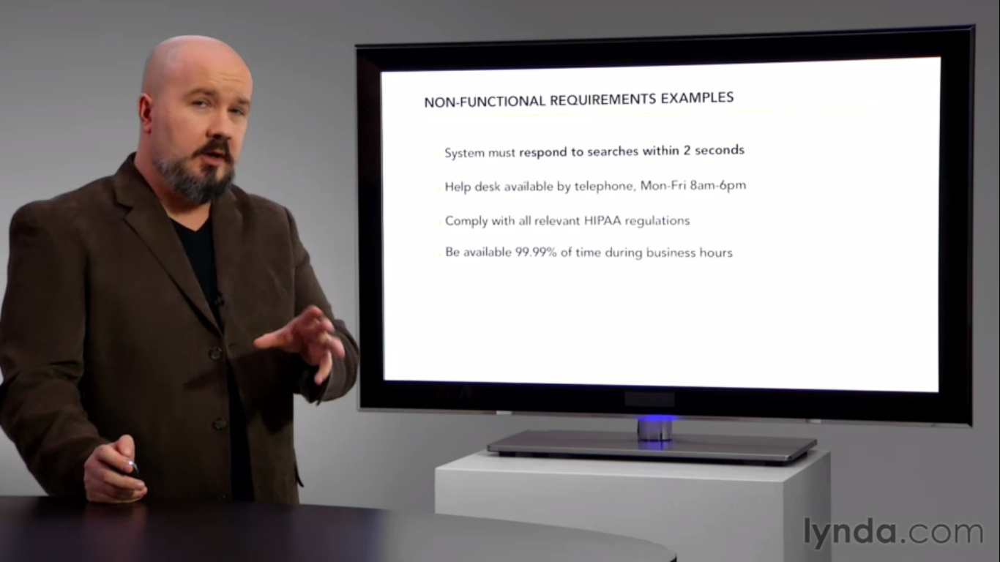 NON-FUNCTIONAL REQUIREMENTS EXAMPLES
System must respond to searches within 2 seconds
Help desk available by telephone, Mon-Fri 8am-6pm
Comply with all relevant HIPAA regulations
Be available 99.99% of time during business hours
lynda.com